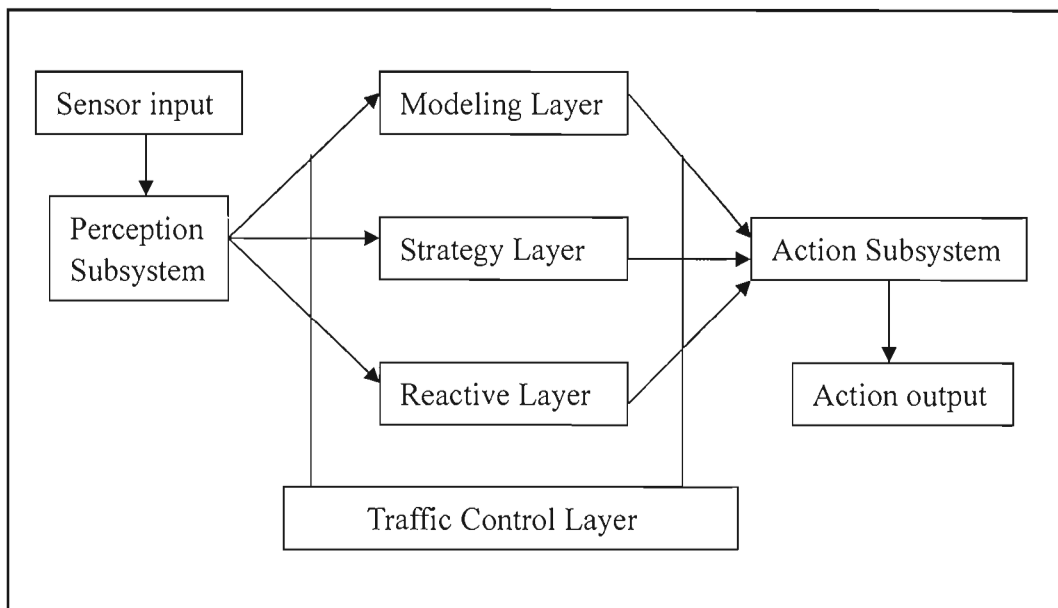 Sensor input
Perception
Subsystem
Modeling Layer
Strategy Layer
Reactive Layer
Traffic Control Layer
Action Subsystem
Action output